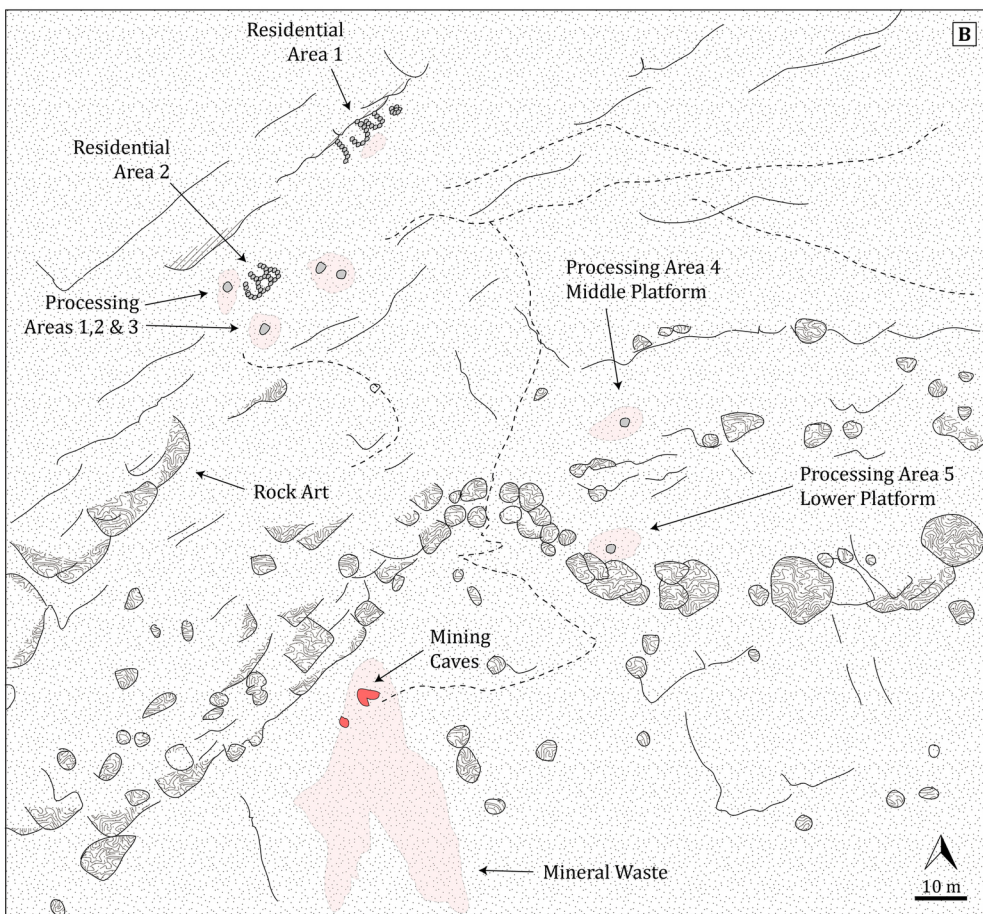 B
Residential
Area 1
Residential
Area 2
Processing Area 4
Middle Platform
Processing
Areas 1,2 & 3
Processing Area 5
Lower Platform
Rock Art
Mining
Caves
Mineral Waste
10 m